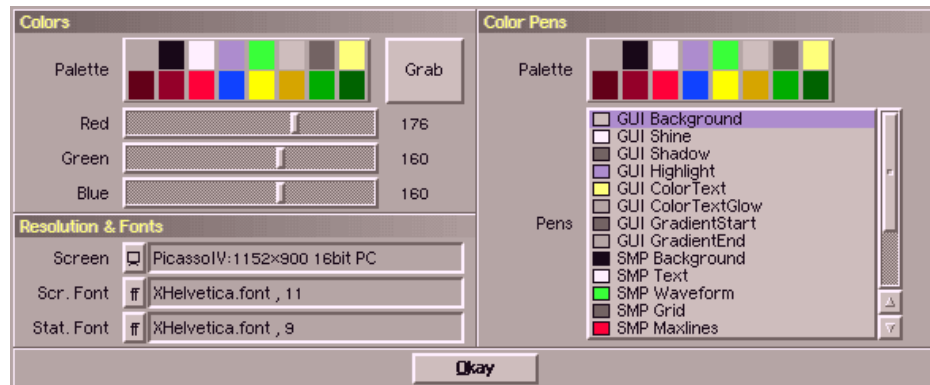 Colors
Palette
Grab
Red
176
Green
160
Blue
160
Resolution & Fonts
Screen
PicassoIV:1152×900 16bit PC
Scr. Font
ff
XHelvetica.font , 11
Stat. Font
ff
XHelvetica.font , 9
Color Pens
Palette
Pens
GUI Background
GUI Shine
GUI Shadow
GUI Highlight
GUI ColorText
GUI ColorTextGlow
GUI GradientStart
GUI GradientEnd
SMP Background
SMP Text
SMP Waveform
SMP Grid
SMP Maxlines
Okay